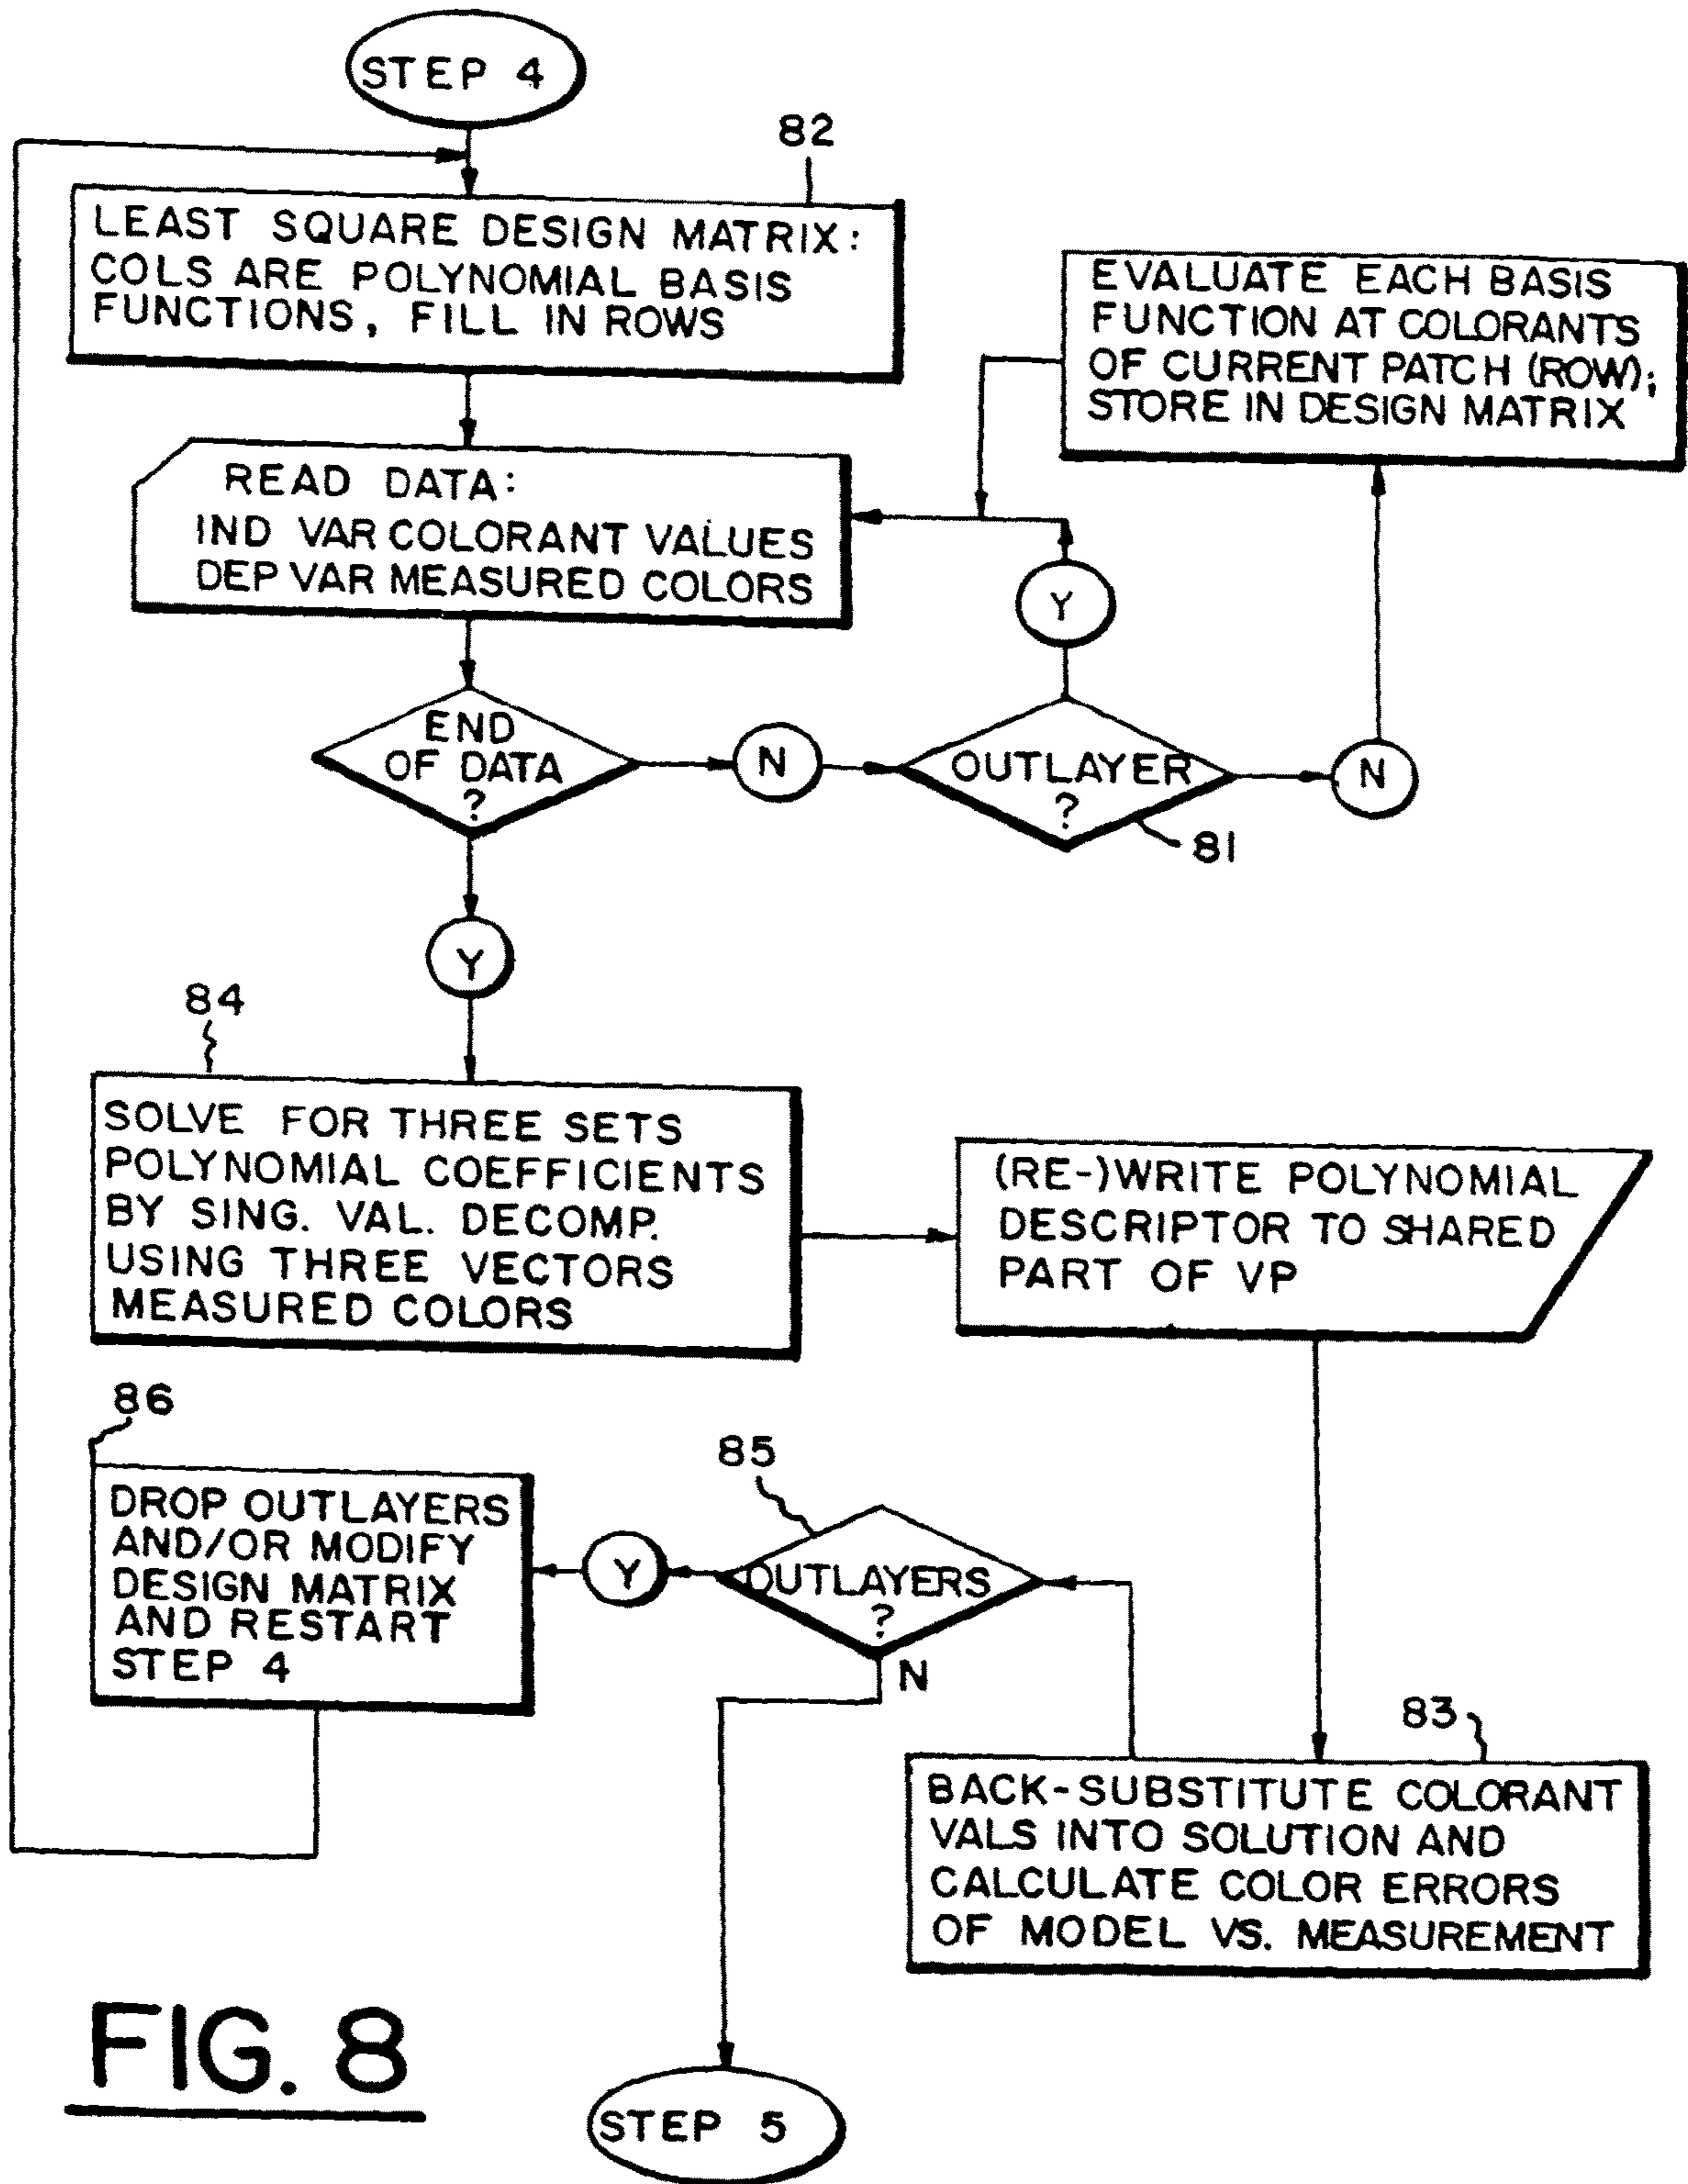 STEP 4
82
LEAST SQUARE DESIGN MATRIX:
COLS ARE POLYNOMIAL BASIS
FUNCTIONS, FILL IN ROWS
EVALUATE EACH BASIS
FUNCTION AT COLORANTS
OF CURRENT PATCH (ROW);
STORE IN DESIGN MATRIX
READ DATA:
IND VAR COLORANT VALUES
DEP VAR MEASURED COLORS
Y
END
OF DATA
?
N
OUTLAYER
?
N
81
Y
84
SOLVE FOR THREE SETS
POLYNOMIAL COEFFICIENTS
BY SING. VAL. DECOMP.
USING THREE VECTORS
MEASURED COLORS
(RE-)WRITE POLYNOMIAL
DESCRIPTOR TO SHARED
PART OF VP
86
DROP OUTLAYERS
AND/OR MODIFY
DESIGN MATRIX
AND RESTART
STEP 4
Y
85
OUTLAYERS
?
N
83
BACK-SUBSTITUTE COLORANT
VALS INTO SOLUTION AND
CALCULATE COLOR ERRORS
OF MODEL VS. MEASUREMENT
FIG. 8
STEP 5